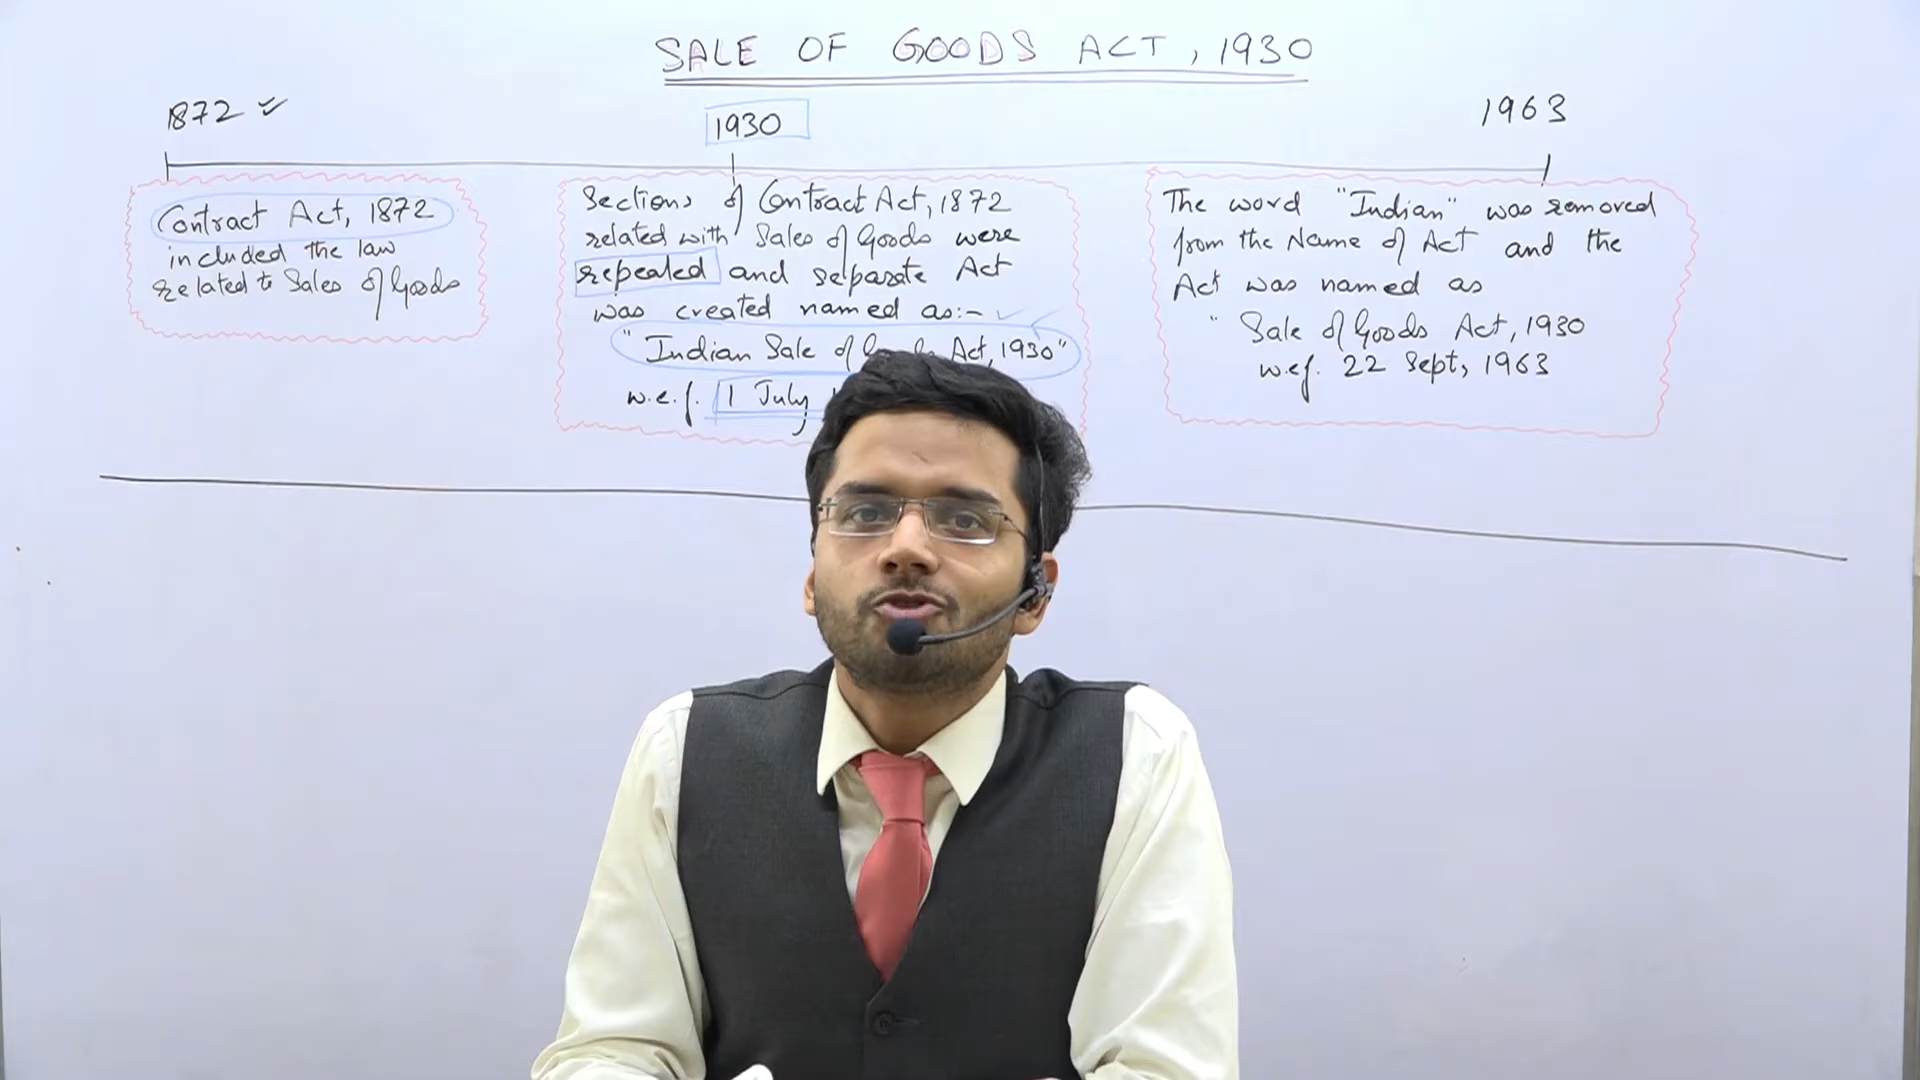 SALE OF GOODS ACT, 1930
1872
1930
1963
Contract Act, 1872
included the law
related to Sales of Goods
Sections of Contract Act, 1872
related with Sales of Goods were
repealed and separate Act
was created named as:-
"Indian Sale of Act, 1930"
w.e.f. 1 July
The word "Indian" was removed
from the Name of Act and the
Act was named as
" Sale of Goods Act, 1930
w.e.f. 22 Sept, 1963